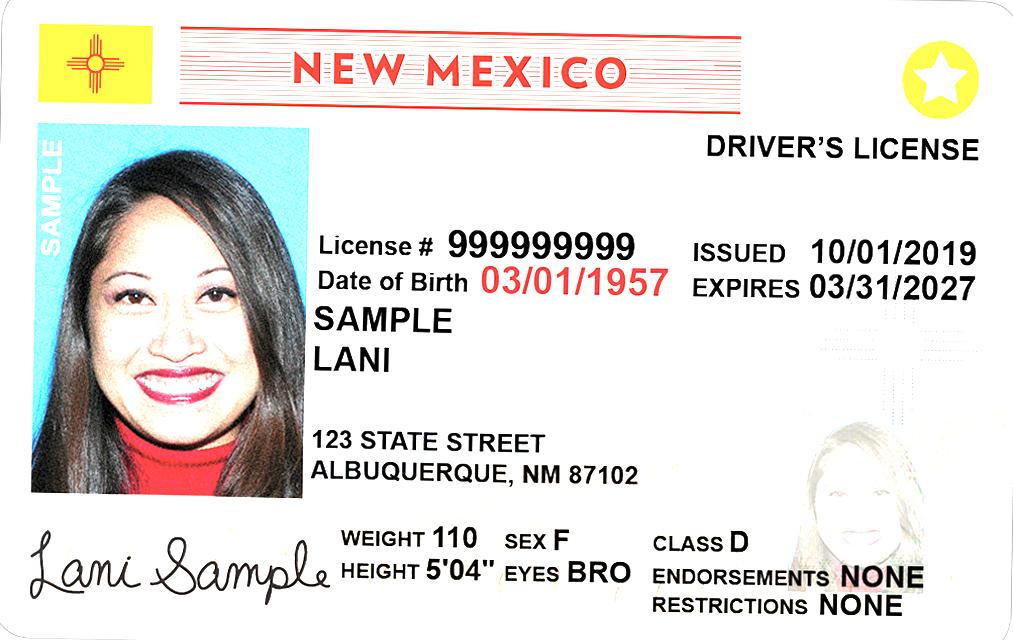 NEW MEXICO
DRIVER'S LICENSE
SAMPLE
License # 999999999
Date of Birth 03/01/1957
ISSUED 10/01/2019
EXPIRES 03/31/2027
SAMPLE
LANI
123 STATE STREET
ALBUQUERQUE, NM 87102
WEIGHT 110 SEX F
HEIGHT 5'04" EYES BRO
CLASS D
ENDORSEMENTS NONE
RESTRICTIONS NONE
Lani Sample